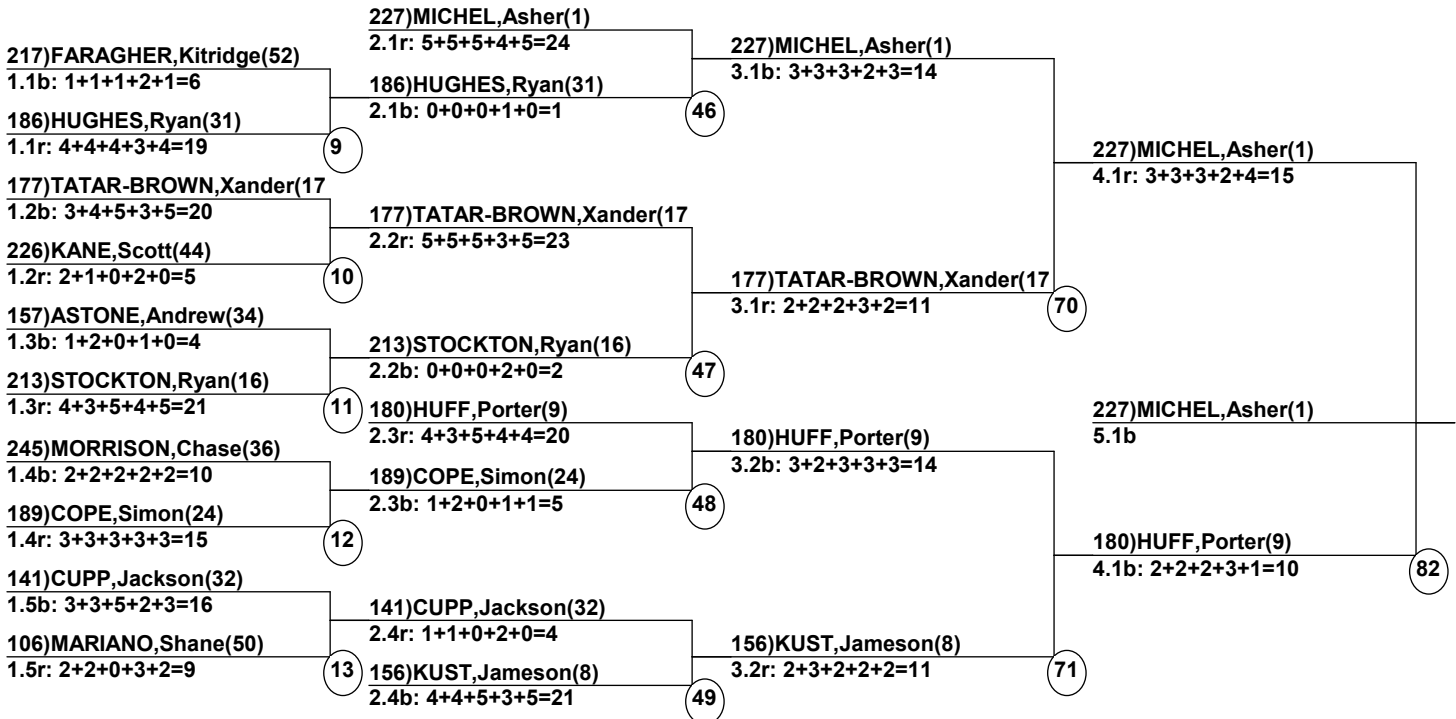 217)FARAGHER,Kitridge(52)
1.1b: 1+1+1+2+1=6
186)HUGHES,Ryan(31)
1.1r: 4+4+4+3+4=19
9
177)TATAR-BROWN,Xander(17
1.2b: 3+4+5+3+5=20
226)KANE,Scott(44)
1.2r: 2+1+0+2+0=5
10
157)ASTONE,Andrew(34)
1.3b: 1+2+0+1+0=4
213)STOCKTON,Ryan(16)
1.3r: 4+3+5+4+5=21
11
245)MORRISON,Chase(36)
1.4b: 2+2+2+2+2=10
189)COPE,Simon(24)
1.4r: 3+3+3+3+3=15
12
141)CUPP,Jackson(32)
1.5b: 3+3+5+2+3=16
106)MARIANO,Shane(50)
1.5r: 2+2+0+3+2=9
13
227)MICHEL,Asher(1)
2.1r: 5+5+5+4+5=24
186)HUGHES,Ryan(31)
2.1b: 0+0+0+1+0=1
46
177)TATAR-BROWN,Xander(17
2.2r: 5+5+5+3+5=23
213)STOCKTON,Ryan(16)
2.2b: 0+0+0+2+0=2
47
180)HUFF,Porter(9)
2.3r: 4+3+5+4+4=20
189)COPE,Simon(24)
2.3b: 1+2+0+1+1=5
48
141)CUPP,Jackson(32)
2.4r: 1+1+0+2+0=4
156)KUST,Jameson(8)
2.4b: 4+4+5+3+5=21
49
227)MICHEL,Asher(1)
3.1b: 3+3+3+2+3=14
177)TATAR-BROWN,Xander(17
3.1r: 2+2+2+3+2=11
70
180)HUFF,Porter(9)
3.2b: 3+2+3+3+3=14
156)KUST,Jameson(8)
3.2r: 2+3+2+2+2=11
71
227)MICHEL,Asher(1)
4.1r: 3+3+3+2+4=15
180)HUFF,Porter(9)
4.1b: 2+2+2+3+1=10
82
227)MICHEL,Asher(1)
5.1b